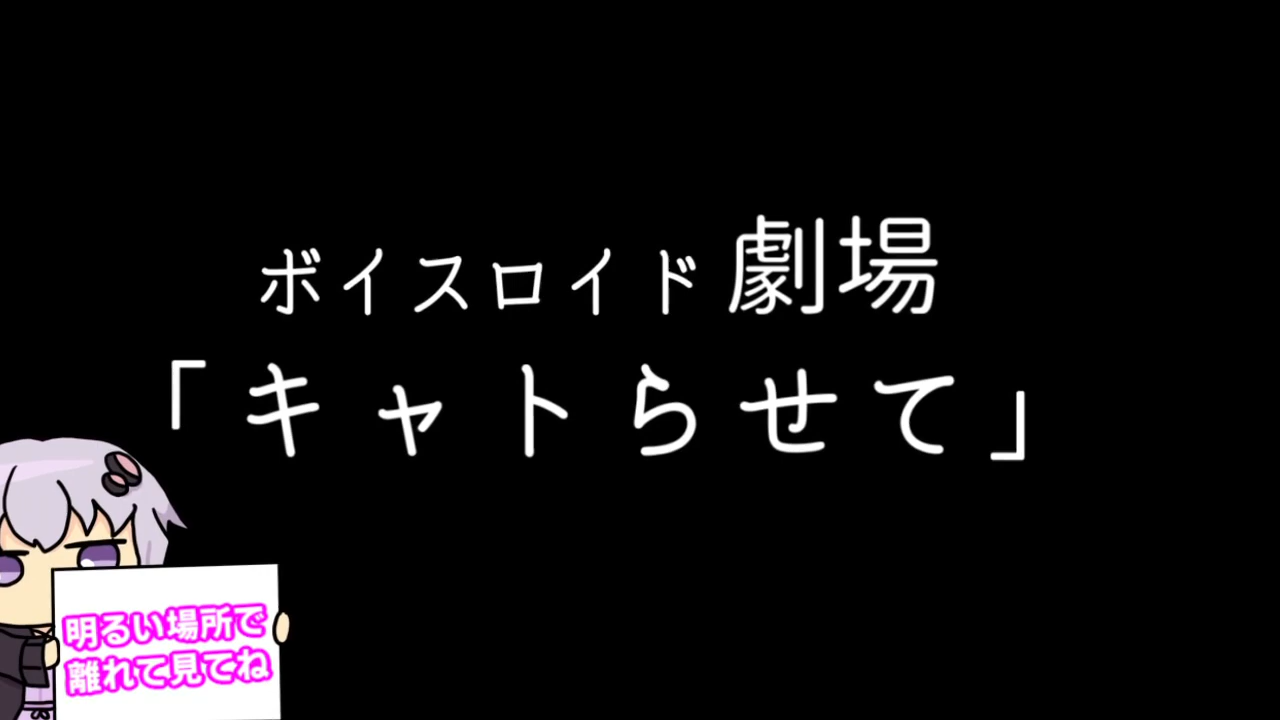 ボイスロイド劇場
「キャトらせて」
明るい場所で
離れて見てね